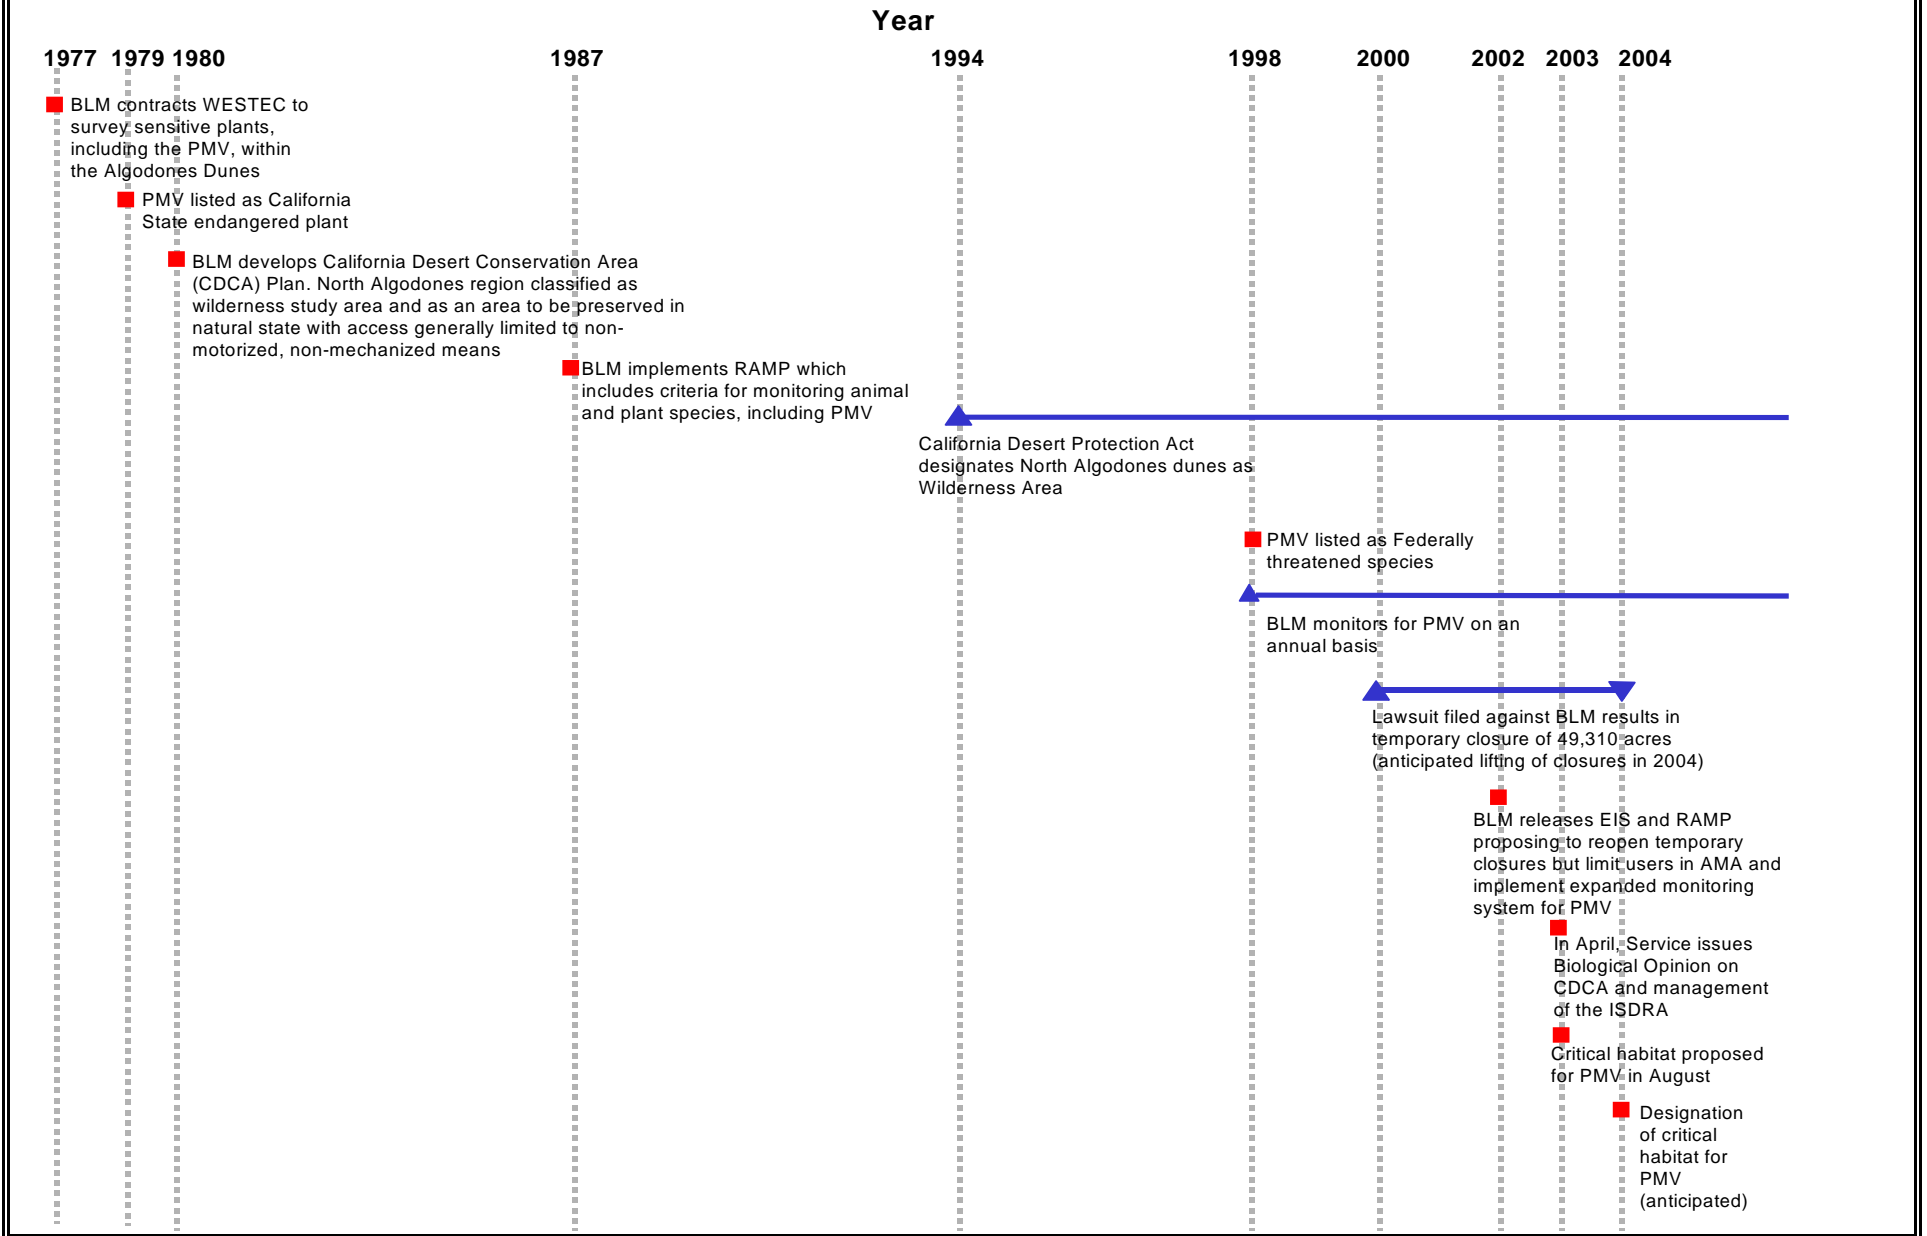 Year
1977 1979 1980 1987 1994 1998 2000 2002 2003 2004
BLM contracts WESTEC to
survey sensitive plants,
including the PMV, within
the Algodones Dunes
PMV listed as California
State endangered plant
BLM develops California Desert Conservation Area
(CDCA) Plan. North Algodones region classified as
wilderness study area and as an area to be preserved in
natural state with access generally limited to non-
motorized, non-mechanized means
BLM implements RAMP which
includes criteria for monitoring animal
and plant species, including PMV
California Desert Protection Act
designates North Algodones dunes as
Wilderness Area
PMV listed as Federally
threatened species
BLM monitors for PMV on an
annual basis
Lawsuit filed against BLM results in
temporary closure of 49,310 acres
(anticipated lifting of closures in 2004)
BLM releases EIS and RAMP
proposing to reopen temporary
closures but limit users in AMA and
implement expanded monitoring
system for PMV
In April, Service issues
Biological Opinion on
CDCA and management
of the ISDRA
Critical habitat proposed
for PMV in August
Designation
of critical
habitat for
PMV
(anticipated)